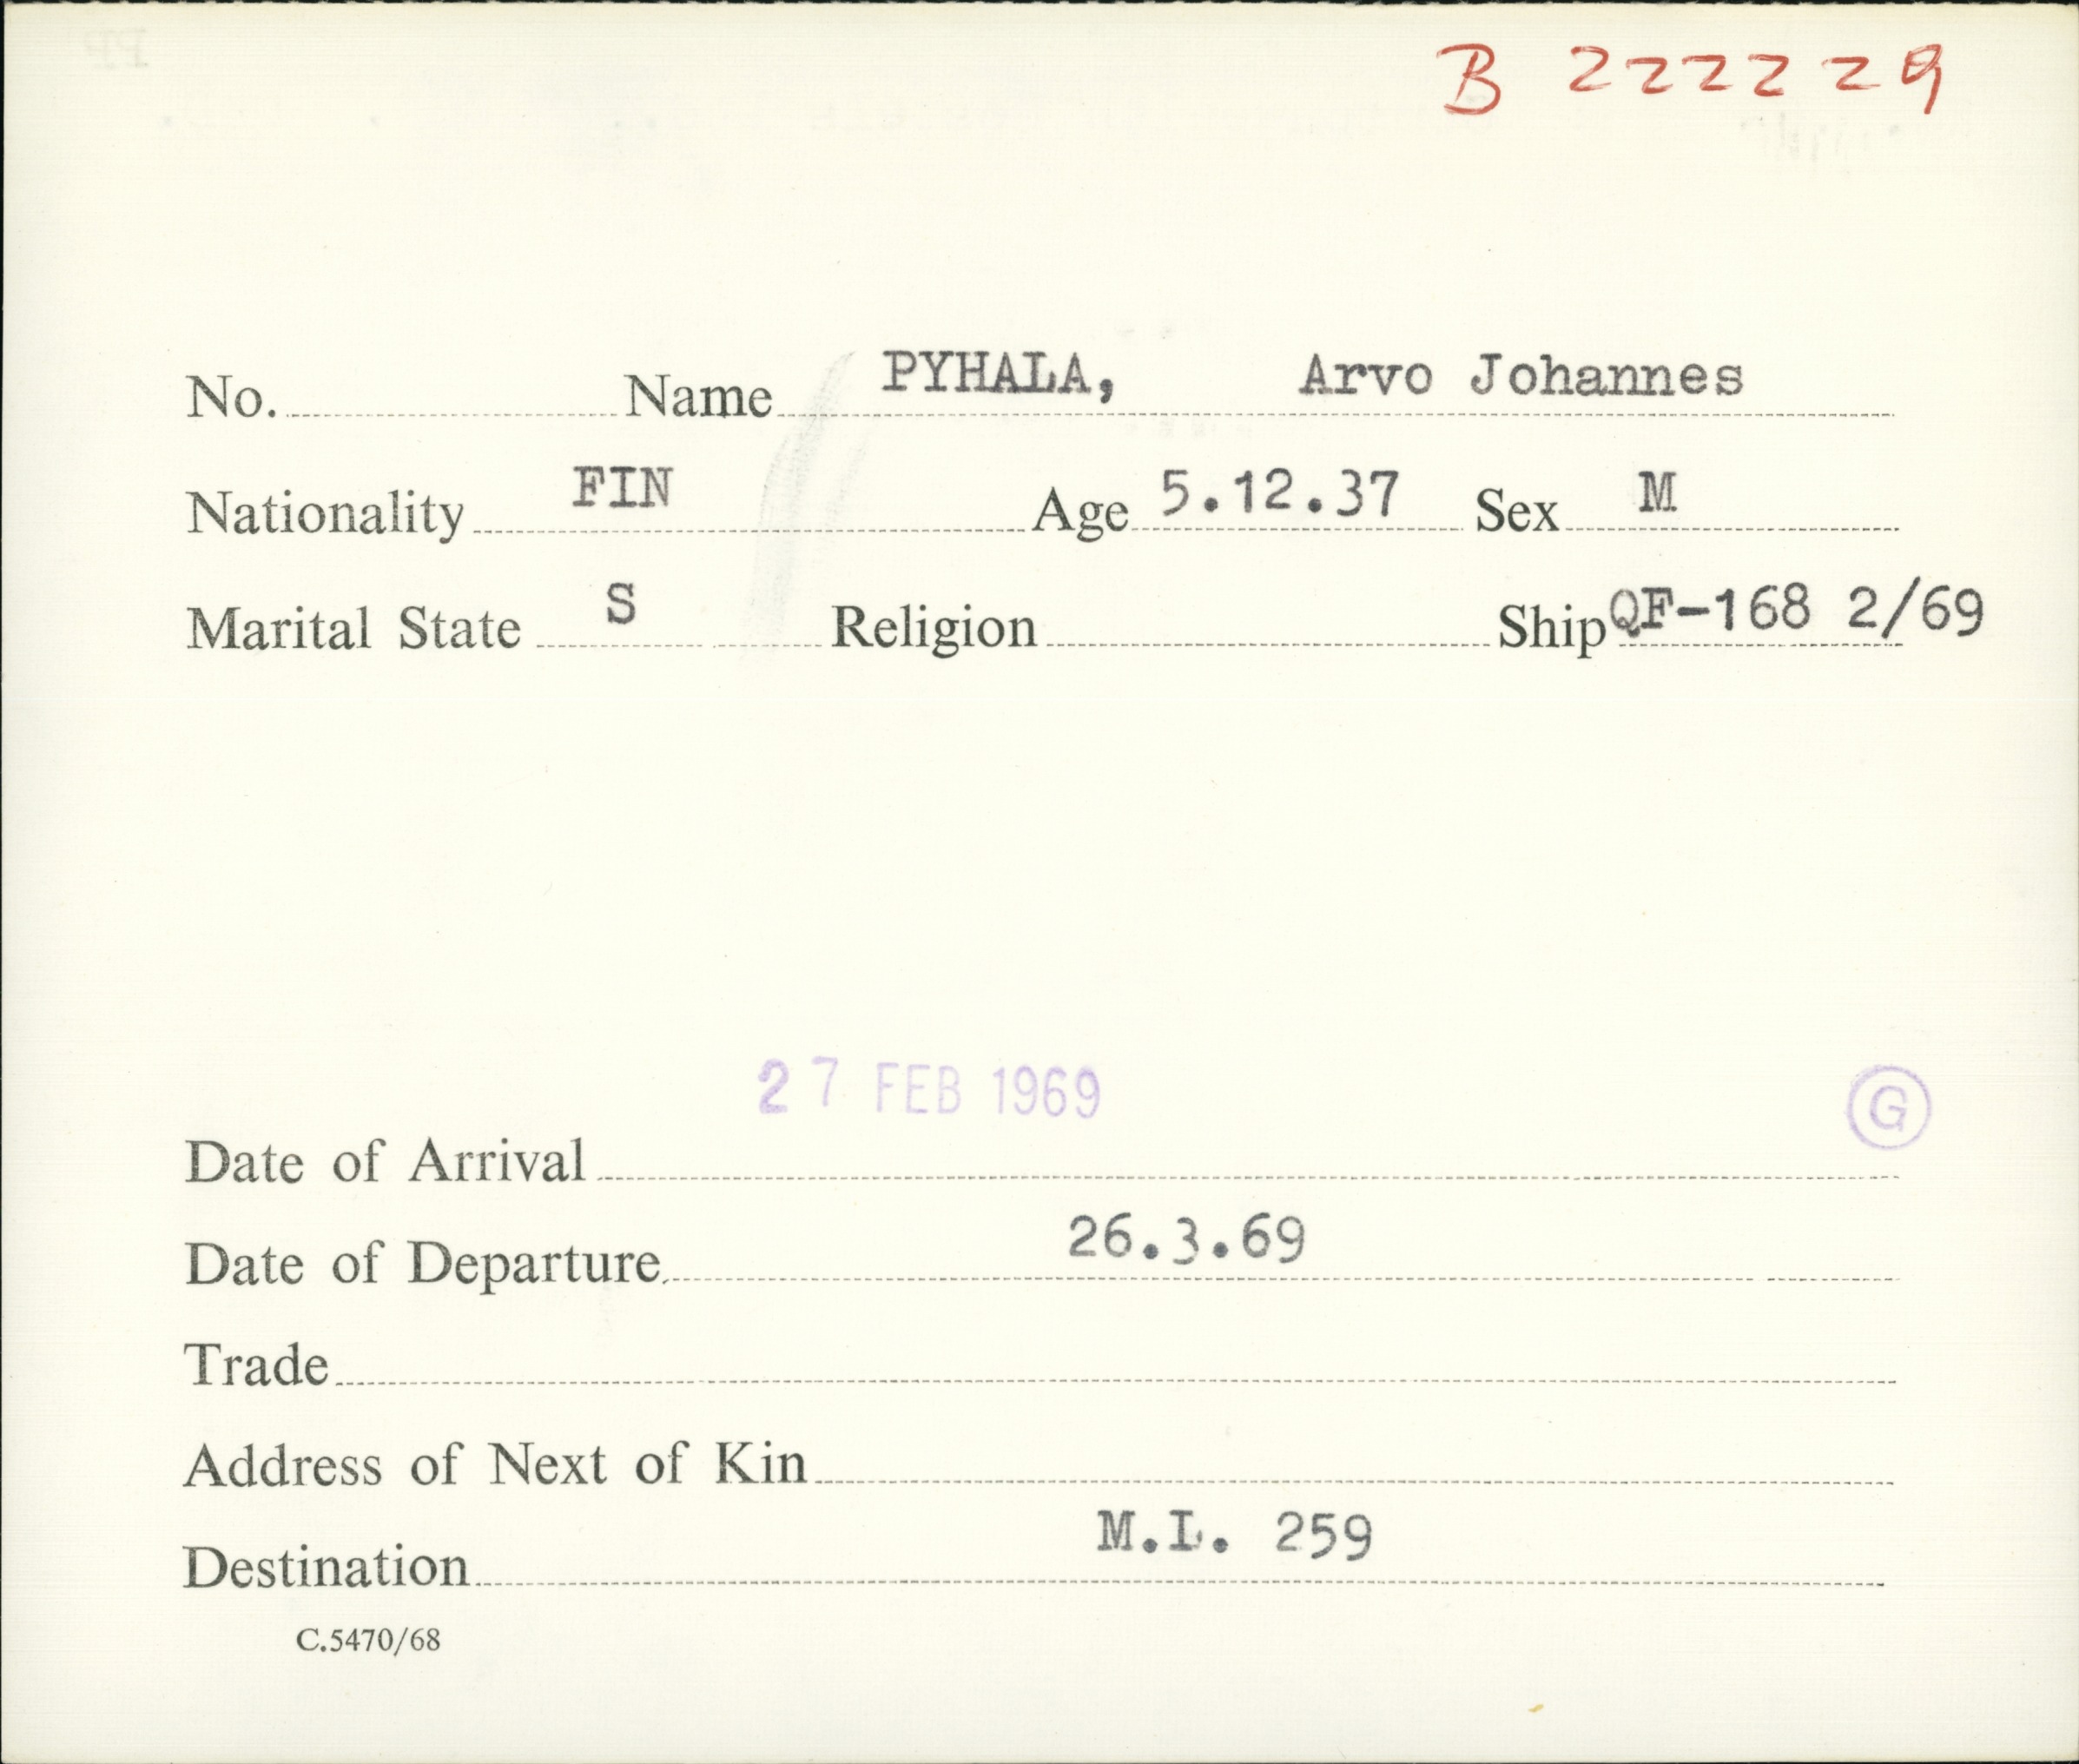 B 222229
No. Name PYHALA, Arvo Johannes
Nationality FIN Age 5.12.37 Sex M
Marital State S Religion Ship QF-168 2/69
27 FEB 1969 G
Date of Arrival
Date of Departure 26.3.69
Trade
Address of Next of Kin
Destination M.I. 259
C.5470/68